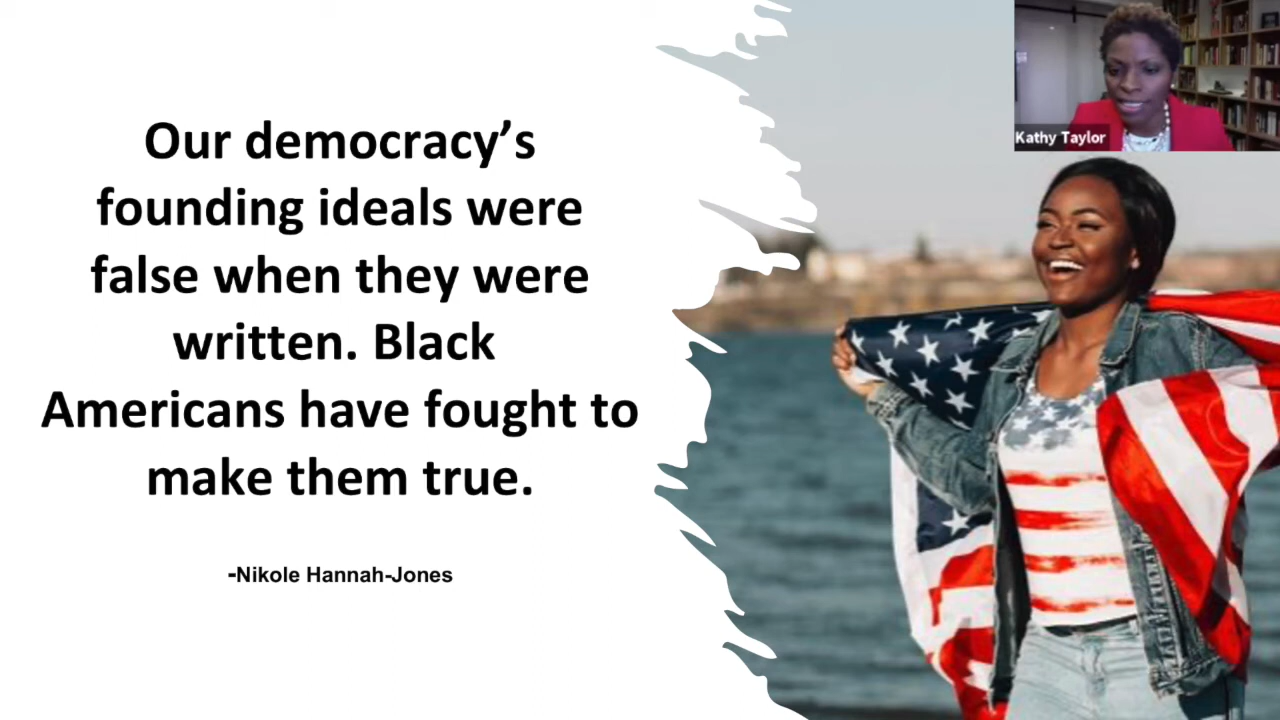 Our democracy’s
founding ideals were
false when they were
written. Black
Americans have fought to
make them true.
-Nikole Hannah-Jones
Kathy Taylor